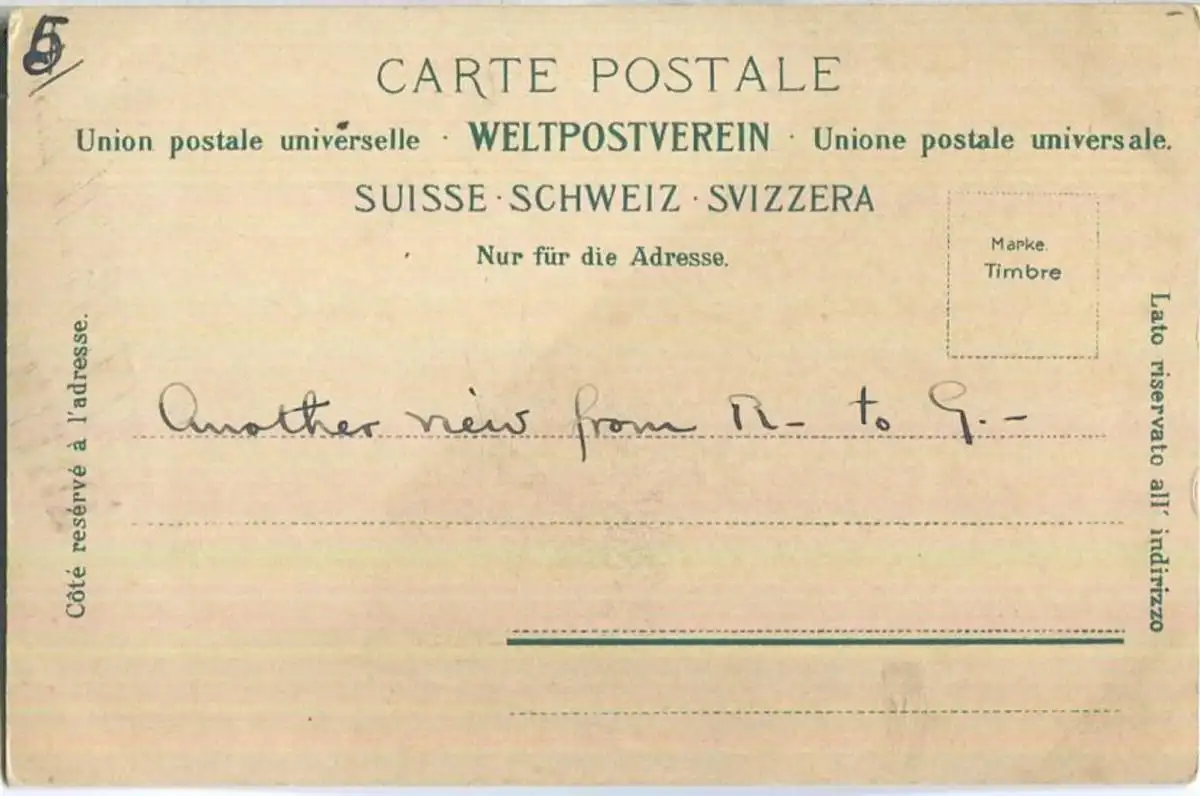 5
CARTE POSTALE
Union postale universelle · WELTPOSTVEREIN · Unione postale universale.
SUISSE · SCHWEIZ · SVIZZERA
Nur für die Adresse.
Marke.
Timbre
Côté resérvé à l'adresse.
Another view from R- to G.-
Lato riservato all' indirizzo